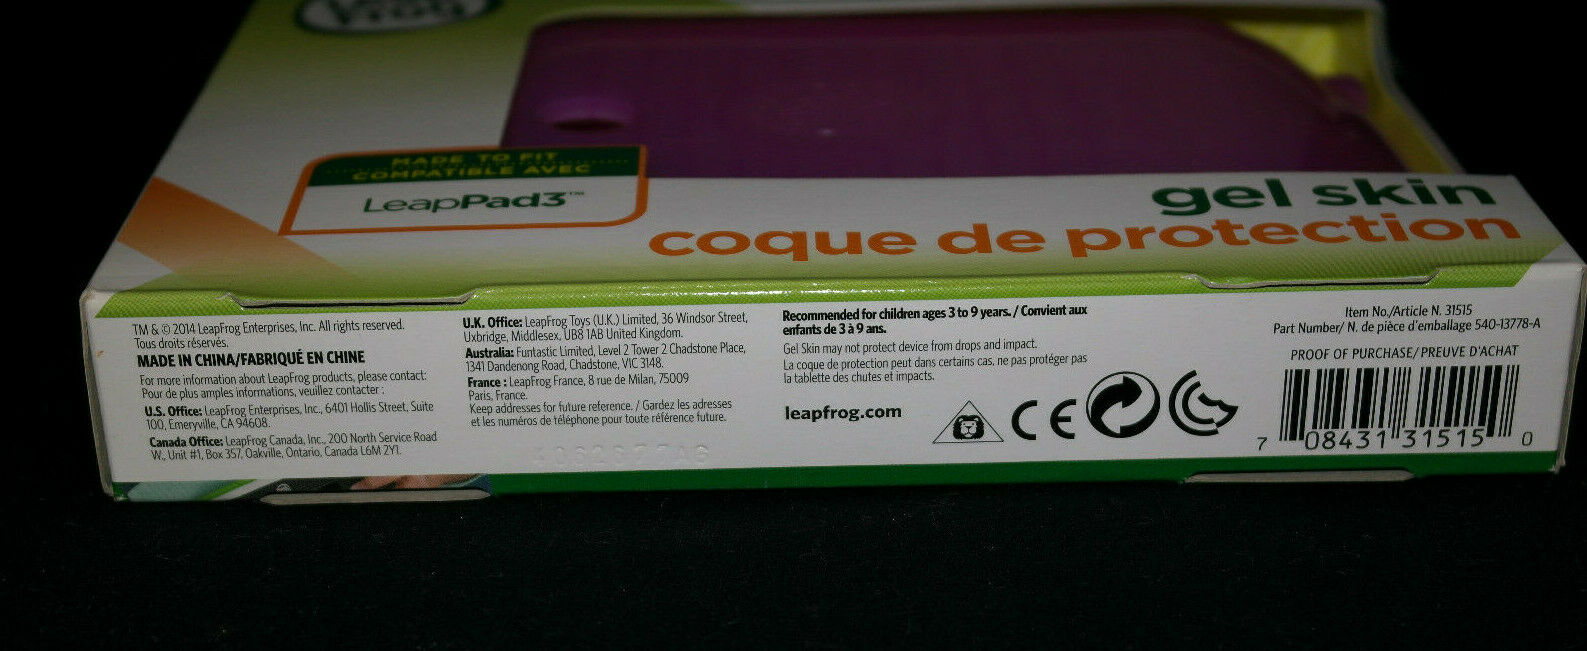 Leap
Frog
MADE TO FIT
COMPATIBLE AVEC
LeapPad3™
gel skin
coque de protection
TM & © 2014 LeapFrog Enterprises, Inc. All rights reserved.
Tous droits réservés.
MADE IN CHINA/FABRIQUÉ EN CHINE
For more information about LeapFrog products, please contact:
Pour de plus amples informations, veuillez contacter :
U.S. Office: LeapFrog Enterprises, Inc., 6401 Hollis Street, Suite
100, Emeryville, CA 94608.
Canada Office: LeapFrog Canada, Inc., 200 North Service Road
W., Unit #1, Box 357, Oakville, Ontario, Canada L6M 2Y1.
U.K. Office: LeapFrog Toys (U.K.) Limited, 36 Windsor Street,
Uxbridge, Middlesex, UB8 1AB United Kingdom.
Australia: Funtastic Limited, Level 2 Tower 2 Chadstone Place,
1341 Dandenong Road, Chadstone, VIC 3148.
France : LeapFrog France, 8 rue de Milan, 75009
Paris, France.
Keep addresses for future reference. / Gardez les adresses
et les numéros de téléphone pour toute référence future.
Recommended for children ages 3 to 9 years. / Convient aux
enfants de 3 à 9 ans.
Gel Skin may not protect device from drops and impact.
La coque de protection peut dans certains cas, ne pas protéger pas
la tablette des chutes et impacts.
leapfrog.com
CE
Item No./Article N. 31515
Part Number/ N. de pièce d'emballage 540-13778-A
PROOF OF PURCHASE/PREUVE D'ACHAT
7 08431 31515 0